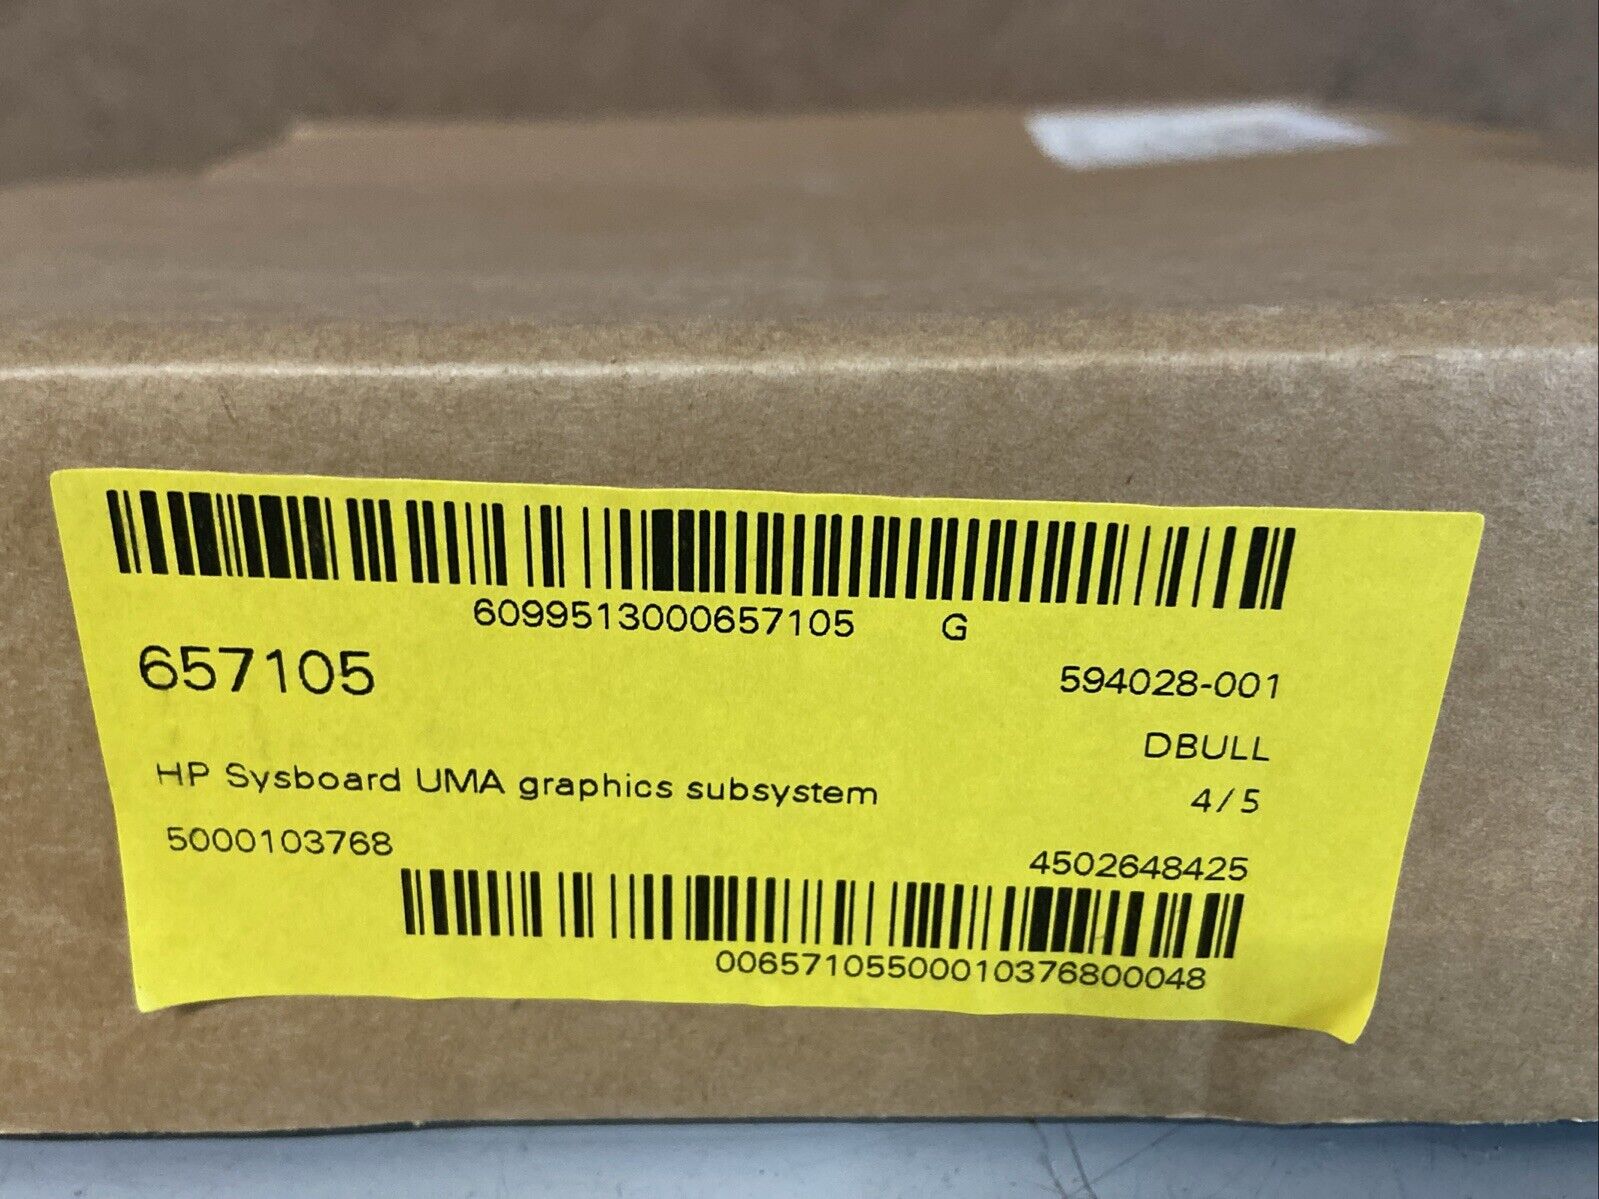 6099513000657105 G
657105
594028-001
DBULL
HP Sysboard UMA graphics subsystem
4/5
5000103768
4502648425
00657105500010376800048